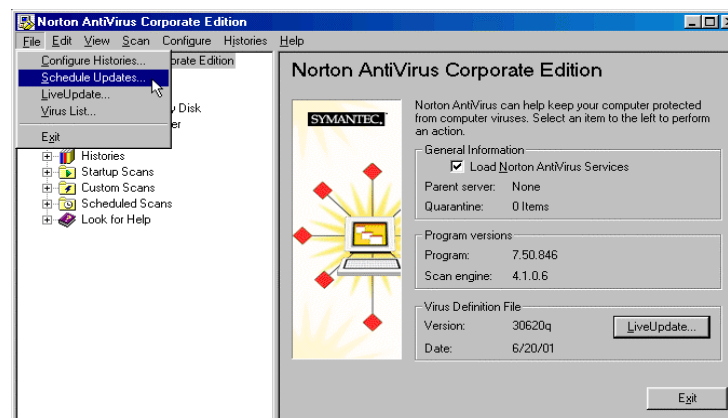 Norton AntiVirus Corporate Edition
File Edit View Scan Configure Histories Help
Configure Histories...
Schedule Updates...
LiveUpdate...
Virus List...
Exit
Edition
Disk
Histories
Startup Scans
Custom Scans
Scheduled Scans
Look for Help
Norton AntiVirus Corporate Edition
SYMANTEC.
Norton AntiVirus can help keep your computer protected
from computer viruses. Select an item to the left to perform
an action.
General Information
Load Norton AntiVirus Services
Parent server: None
Quarantine: 0 Items
Program versions
Program: 7.50.846
Scan engine: 4.1.0.6
Virus Definition File
Version: 30620q
LiveUpdate...
Date: 6/20/01
Exit